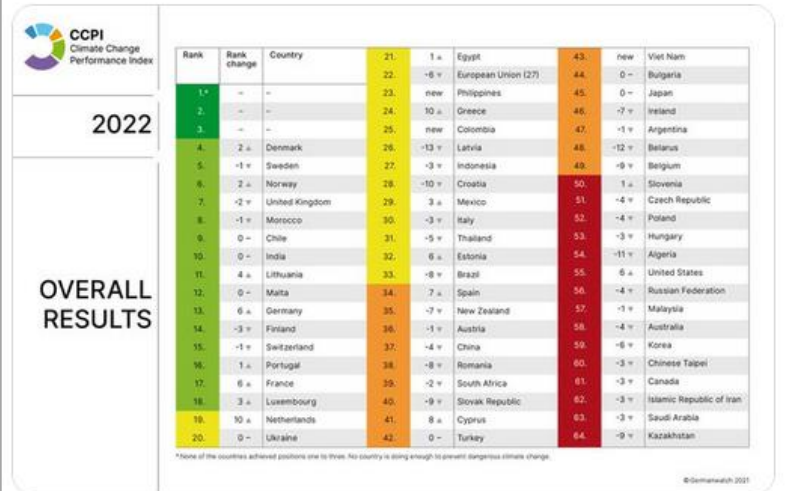 CCPI
Climate Change
Performance Index
2022
OVERALL
RESULTS
Rank Rank change Country
1.* – –
2. – –
3. – –
4. 2 ▲ Denmark
5. -1 ▼ Sweden
6. 2 ▲ Norway
7. -2 ▼ United Kingdom
8. -1 ▼ Morocco
9. 0 – Chile
10. 0 – India
11. 4 ▲ Lithuania
12. 0 – Malta
13. 6 ▲ Germany
14. -3 ▼ Finland
15. -1 ▼ Switzerland
16. 1 ▲ Portugal
17. 6 ▲ France
18. 3 ▲ Luxembourg
19. 10 ▲ Netherlands
20. 0 – Ukraine
21. 1 ▲ Egypt
22. -6 ▼ European Union (27)
23. new Philippines
24. 10 ▲ Greece
25. new Colombia
26. -13 ▼ Latvia
27. -3 ▼ Indonesia
28. -10 ▼ Croatia
29. 3 ▲ Mexico
30. -3 ▼ Italy
31. -5 ▼ Thailand
32. 6 ▲ Estonia
33. -8 ▼ Brazil
34. 7 ▲ Spain
35. -7 ▼ New Zealand
36. -1 ▼ Austria
37. -4 ▼ China
38. -8 ▼ Romania
39. -2 ▼ South Africa
40. -9 ▼ Slovak Republic
41. 8 ▲ Cyprus
42. 0 – Turkey
43. new Viet Nam
44. 0 – Bulgaria
45. 0 – Japan
46. -7 ▼ Ireland
47. -1 ▼ Argentina
48. -12 ▼ Belarus
49. -9 ▼ Belgium
50. 1 ▲ Slovenia
51. -4 ▼ Czech Republic
52. -4 ▼ Poland
53. -3 ▼ Hungary
54. -11 ▼ Algeria
55. 6 ▲ United States
56. -4 ▼ Russian Federation
57. -1 ▼ Malaysia
58. -4 ▼ Australia
59. -6 ▼ Korea
60. -3 ▼ Chinese Taipei
61. -3 ▼ Canada
62. -3 ▼ Islamic Republic of Iran
63. -3 ▼ Saudi Arabia
64. -9 ▼ Kazakhstan
*None of the countries achieved positions one to three. No country is doing enough to prevent dangerous climate change.
© Germanwatch 2021